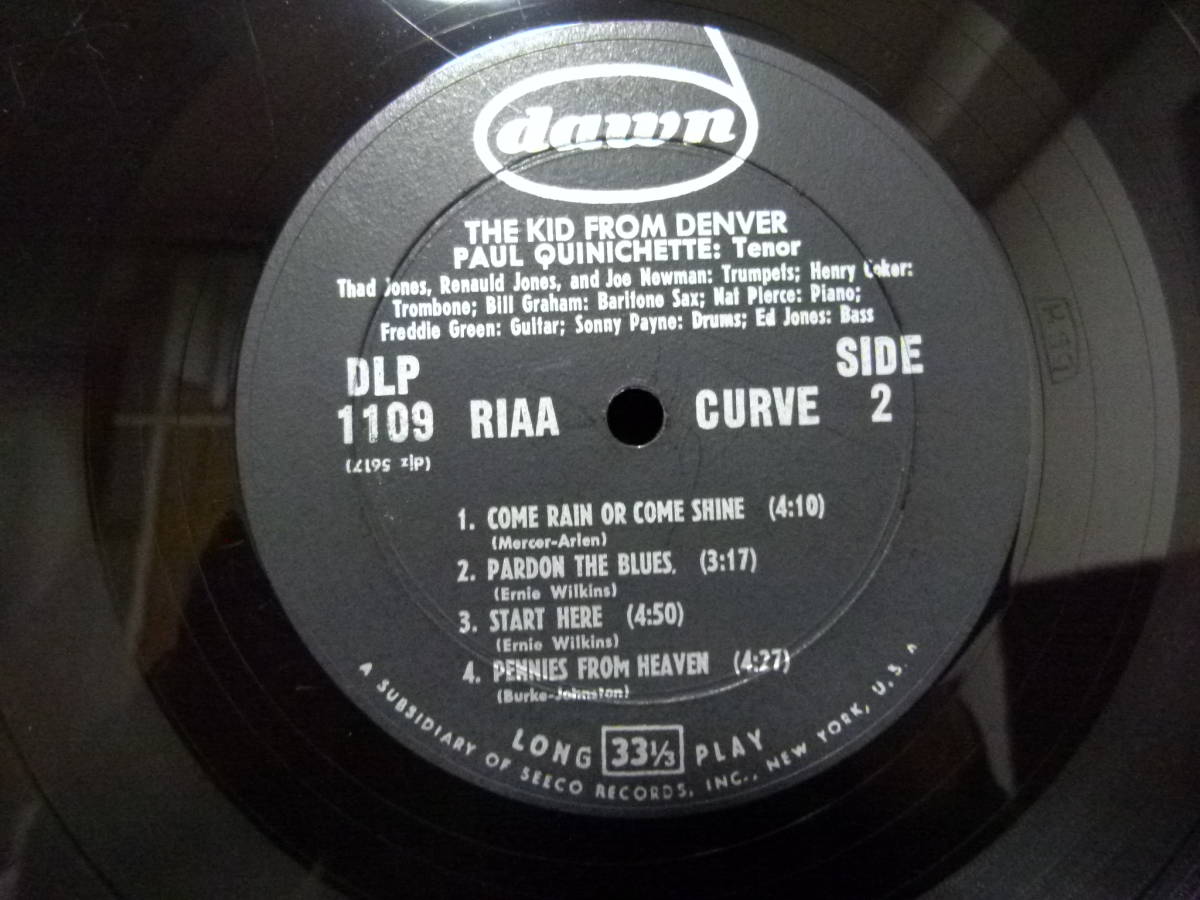 dawn
THE KID FROM DENVER
PAUL QUINICHETTE: Tenor
Thad Jones, Renauld Jones, and Joe Newman: Trumpets; Henry Coker:
Trombone; Bill Graham: Baritone Sax; Nat Pierce: Piano;
Freddie Green: Guitar; Sonny Payne: Drums; Ed Jones: Bass
DLP
1109
RIAA CURVE
SIDE
2
1. COME RAIN OR COME SHINE (4:10)
(Mercer-Arlen)
2. PARDON THE BLUES. (3:17)
(Ernie Wilkins)
3. START HERE (4:50)
(Ernie Wilkins)
4. PENNIES FROM HEAVEN (4:27)
(Burke-Johnston)
LONG 33⅓ PLAY
A SUBSIDIARY OF SEECO RECORDS, INC., NEW YORK, U.S.A